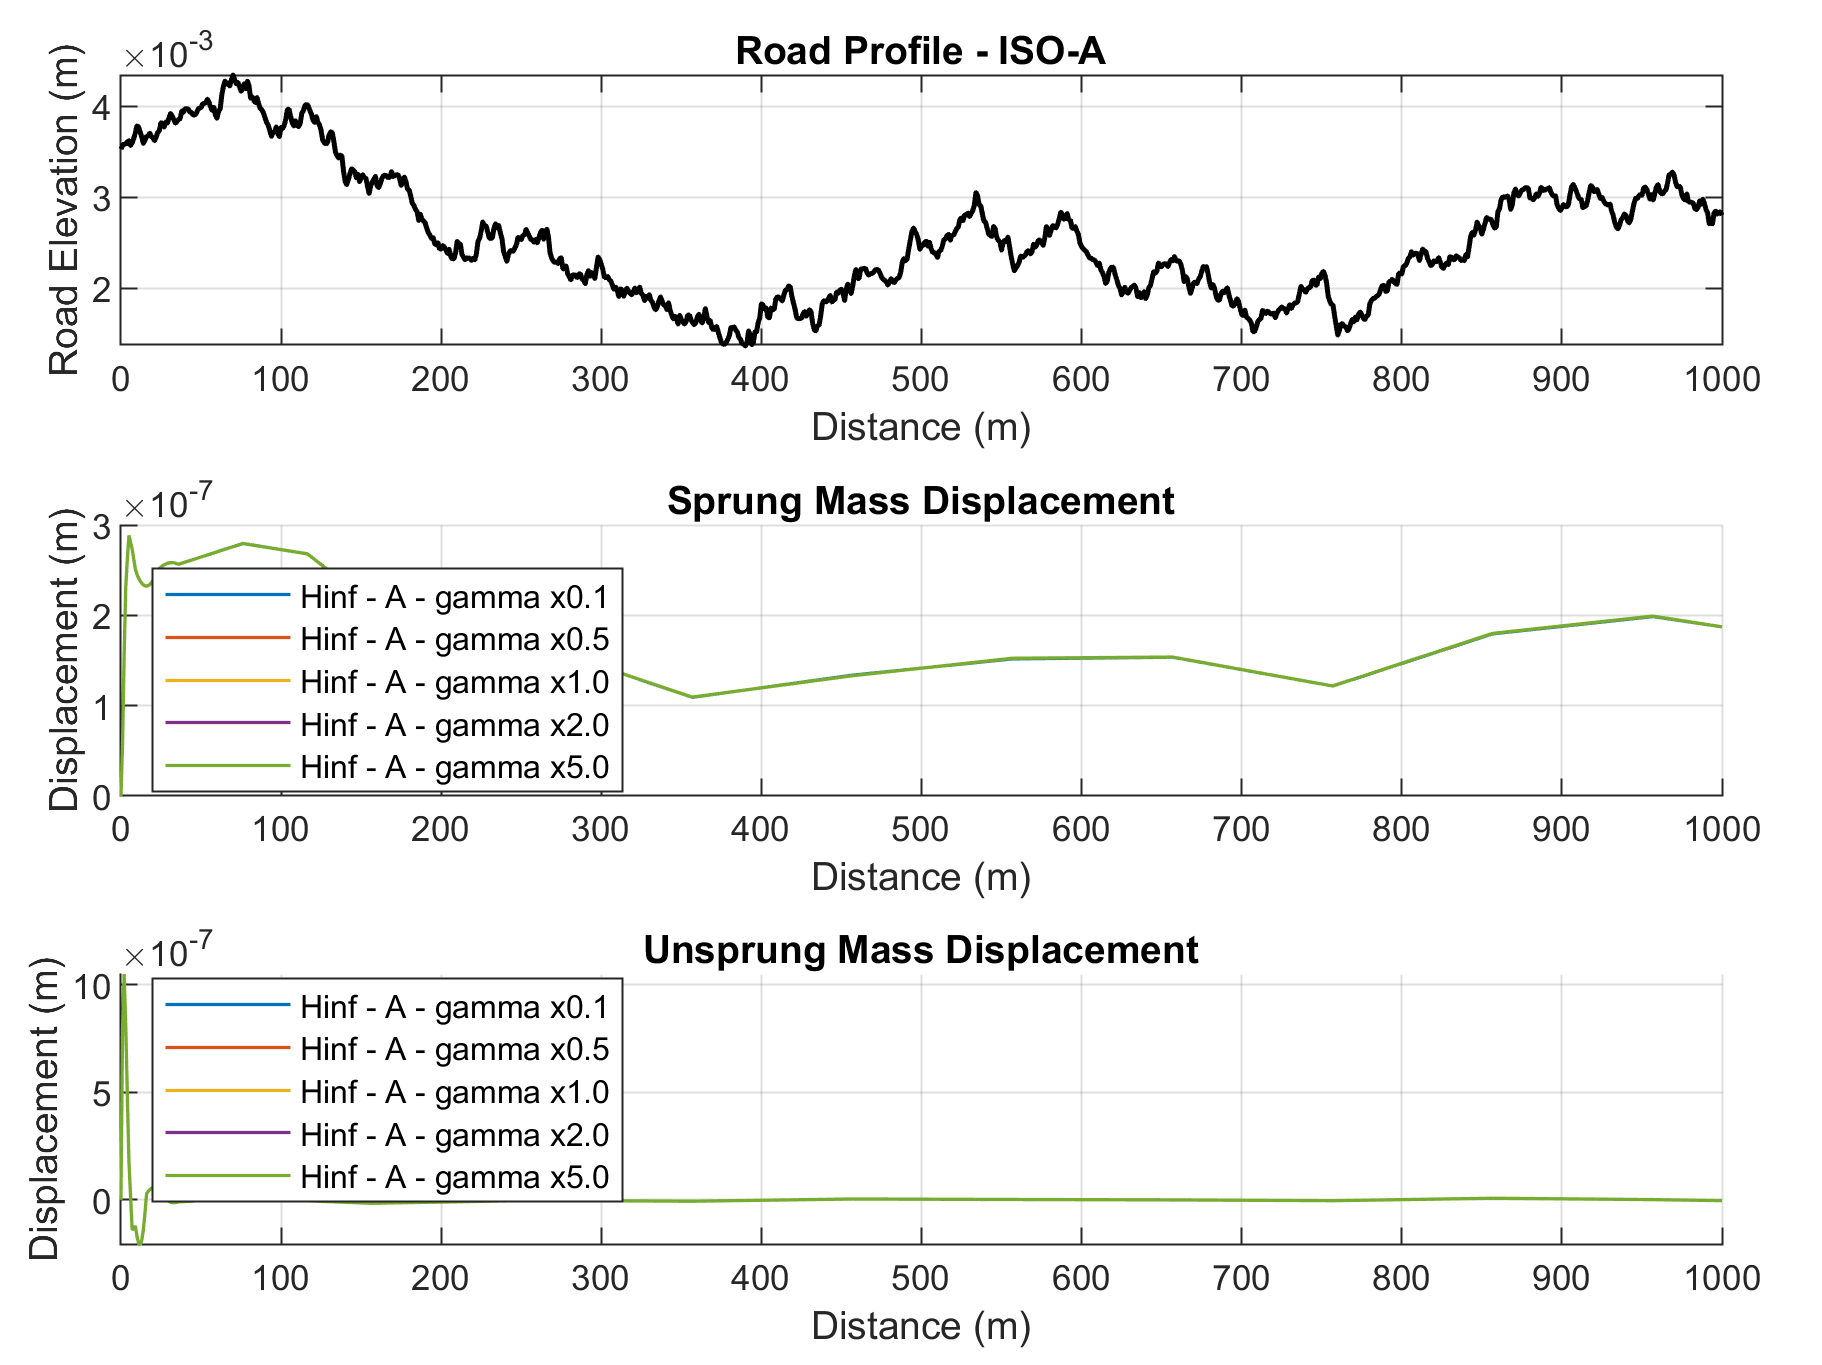 Road Profile - ISO-A
×10^-3
Road Elevation (m)
4
3
2
0 100 200 300 400 500 600 700 800 900 1000
Distance (m)
Sprung Mass Displacement
×10^-7
Displacement (m)
3
2
1
0
Hinf - A - gamma x0.1
Hinf - A - gamma x0.5
Hinf - A - gamma x1.0
Hinf - A - gamma x2.0
Hinf - A - gamma x5.0
0 100 200 300 400 500 600 700 800 900 1000
Distance (m)
Unsprung Mass Displacement
×10^-7
Displacement (m)
10
5
0
Hinf - A - gamma x0.1
Hinf - A - gamma x0.5
Hinf - A - gamma x1.0
Hinf - A - gamma x2.0
Hinf - A - gamma x5.0
0 100 200 300 400 500 600 700 800 900 1000
Distance (m)